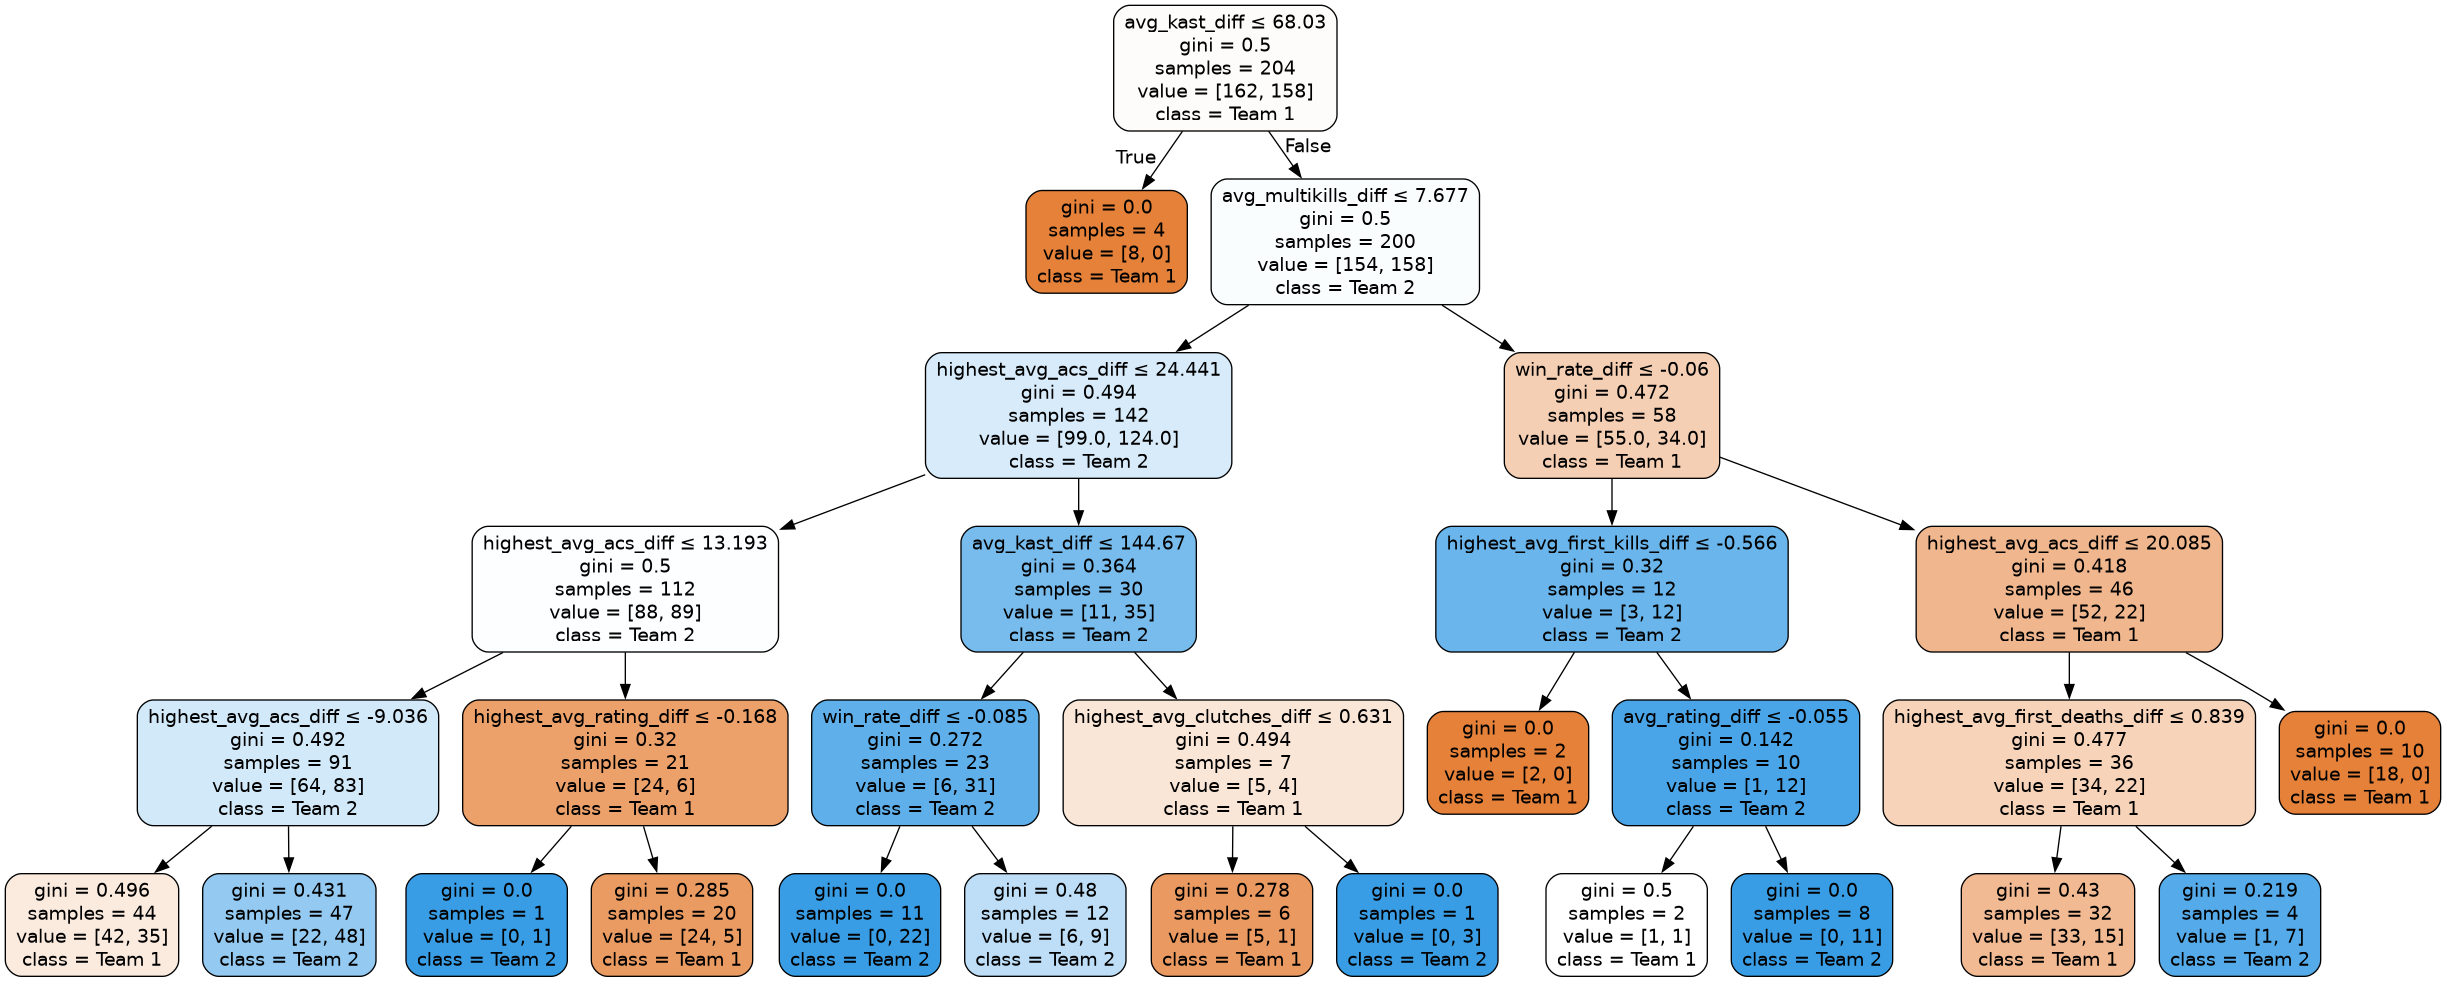 avg_kast_diff ≤ 68.03
gini = 0.5
samples = 204
value = [162, 158]
class = Team 1
True
False
gini = 0.0
samples = 4
value = [8, 0]
class = Team 1
avg_multikills_diff ≤ 7.677
gini = 0.5
samples = 200
value = [154, 158]
class = Team 2
highest_avg_acs_diff ≤ 24.441
gini = 0.494
samples = 142
value = [99.0, 124.0]
class = Team 2
win_rate_diff ≤ -0.06
gini = 0.472
samples = 58
value = [55.0, 34.0]
class = Team 1
highest_avg_acs_diff ≤ 13.193
gini = 0.5
samples = 112
value = [88, 89]
class = Team 2
avg_kast_diff ≤ 144.67
gini = 0.364
samples = 30
value = [11, 35]
class = Team 2
highest_avg_first_kills_diff ≤ -0.566
gini = 0.32
samples = 12
value = [3, 12]
class = Team 2
highest_avg_acs_diff ≤ 20.085
gini = 0.418
samples = 46
value = [52, 22]
class = Team 1
highest_avg_acs_diff ≤ -9.036
gini = 0.492
samples = 91
value = [64, 83]
class = Team 2
highest_avg_rating_diff ≤ -0.168
gini = 0.32
samples = 21
value = [24, 6]
class = Team 1
win_rate_diff ≤ -0.085
gini = 0.272
samples = 23
value = [6, 31]
class = Team 2
highest_avg_clutches_diff ≤ 0.631
gini = 0.494
samples = 7
value = [5, 4]
class = Team 1
gini = 0.0
samples = 2
value = [2, 0]
class = Team 1
avg_rating_diff ≤ -0.055
gini = 0.142
samples = 10
value = [1, 12]
class = Team 2
highest_avg_first_deaths_diff ≤ 0.839
gini = 0.477
samples = 36
value = [34, 22]
class = Team 1
gini = 0.0
samples = 10
value = [18, 0]
class = Team 1
gini = 0.496
samples = 44
value = [42, 35]
class = Team 1
gini = 0.431
samples = 47
value = [22, 48]
class = Team 2
gini = 0.0
samples = 1
value = [0, 1]
class = Team 2
gini = 0.285
samples = 20
value = [24, 5]
class = Team 1
gini = 0.0
samples = 11
value = [0, 22]
class = Team 2
gini = 0.48
samples = 12
value = [6, 9]
class = Team 2
gini = 0.278
samples = 6
value = [5, 1]
class = Team 1
gini = 0.0
samples = 1
value = [0, 3]
class = Team 2
gini = 0.5
samples = 2
value = [1, 1]
class = Team 1
gini = 0.0
samples = 8
value = [0, 11]
class = Team 2
gini = 0.43
samples = 32
value = [33, 15]
class = Team 1
gini = 0.219
samples = 4
value = [1, 7]
class = Team 2